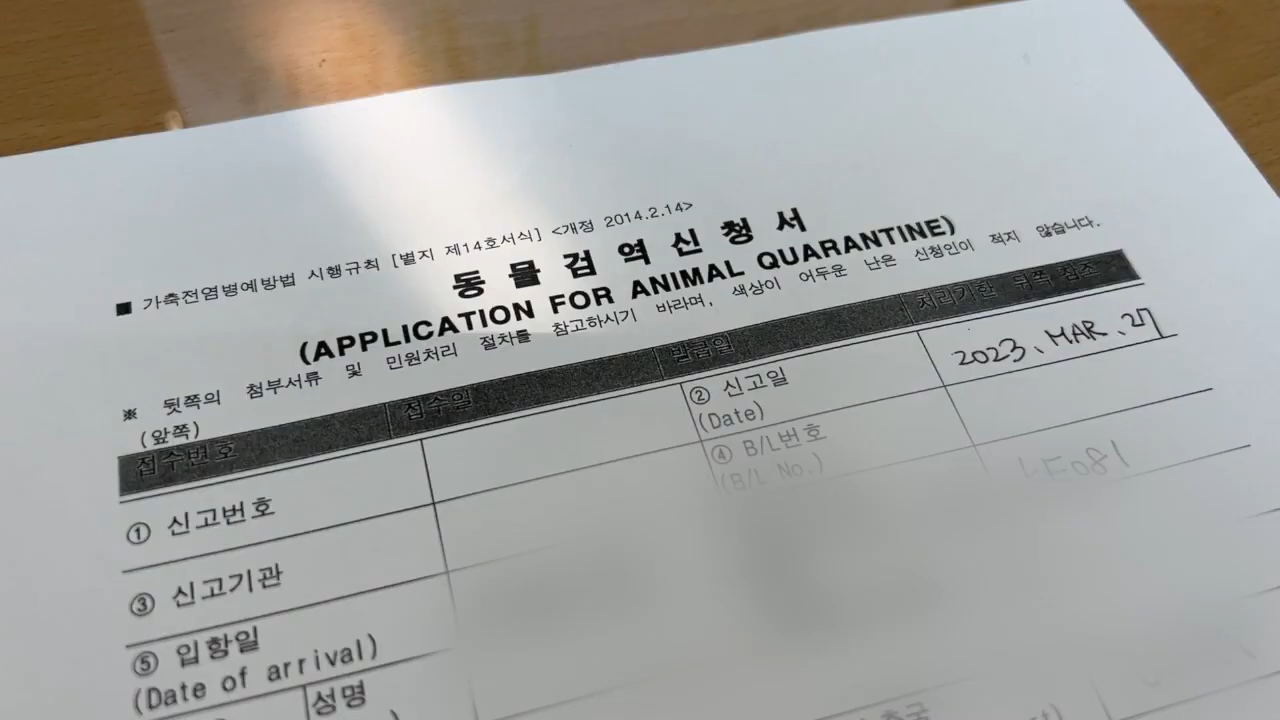 ■ 가축전염병예방법 시행규칙 [별지 제14호서식] <개정 2014.2.14>
동물검역신청서
(APPLICATION FOR ANIMAL QUARANTINE)
※ 뒷쪽의 첨부서류 및 민원처리 절차를 참고하시기 바라며, 색상이 어두운 난은 신청인이 적지 않습니다.
(앞쪽)
접수번호 접수일 발급일 처리기한 뒤쪽 참조
① 신고번호
② 신고일
(Date)
2023. MAR. 27
③ 신고기관
④ B/L번호
(B/L No.)
⑤ 입항일
(Date of arrival)
성명